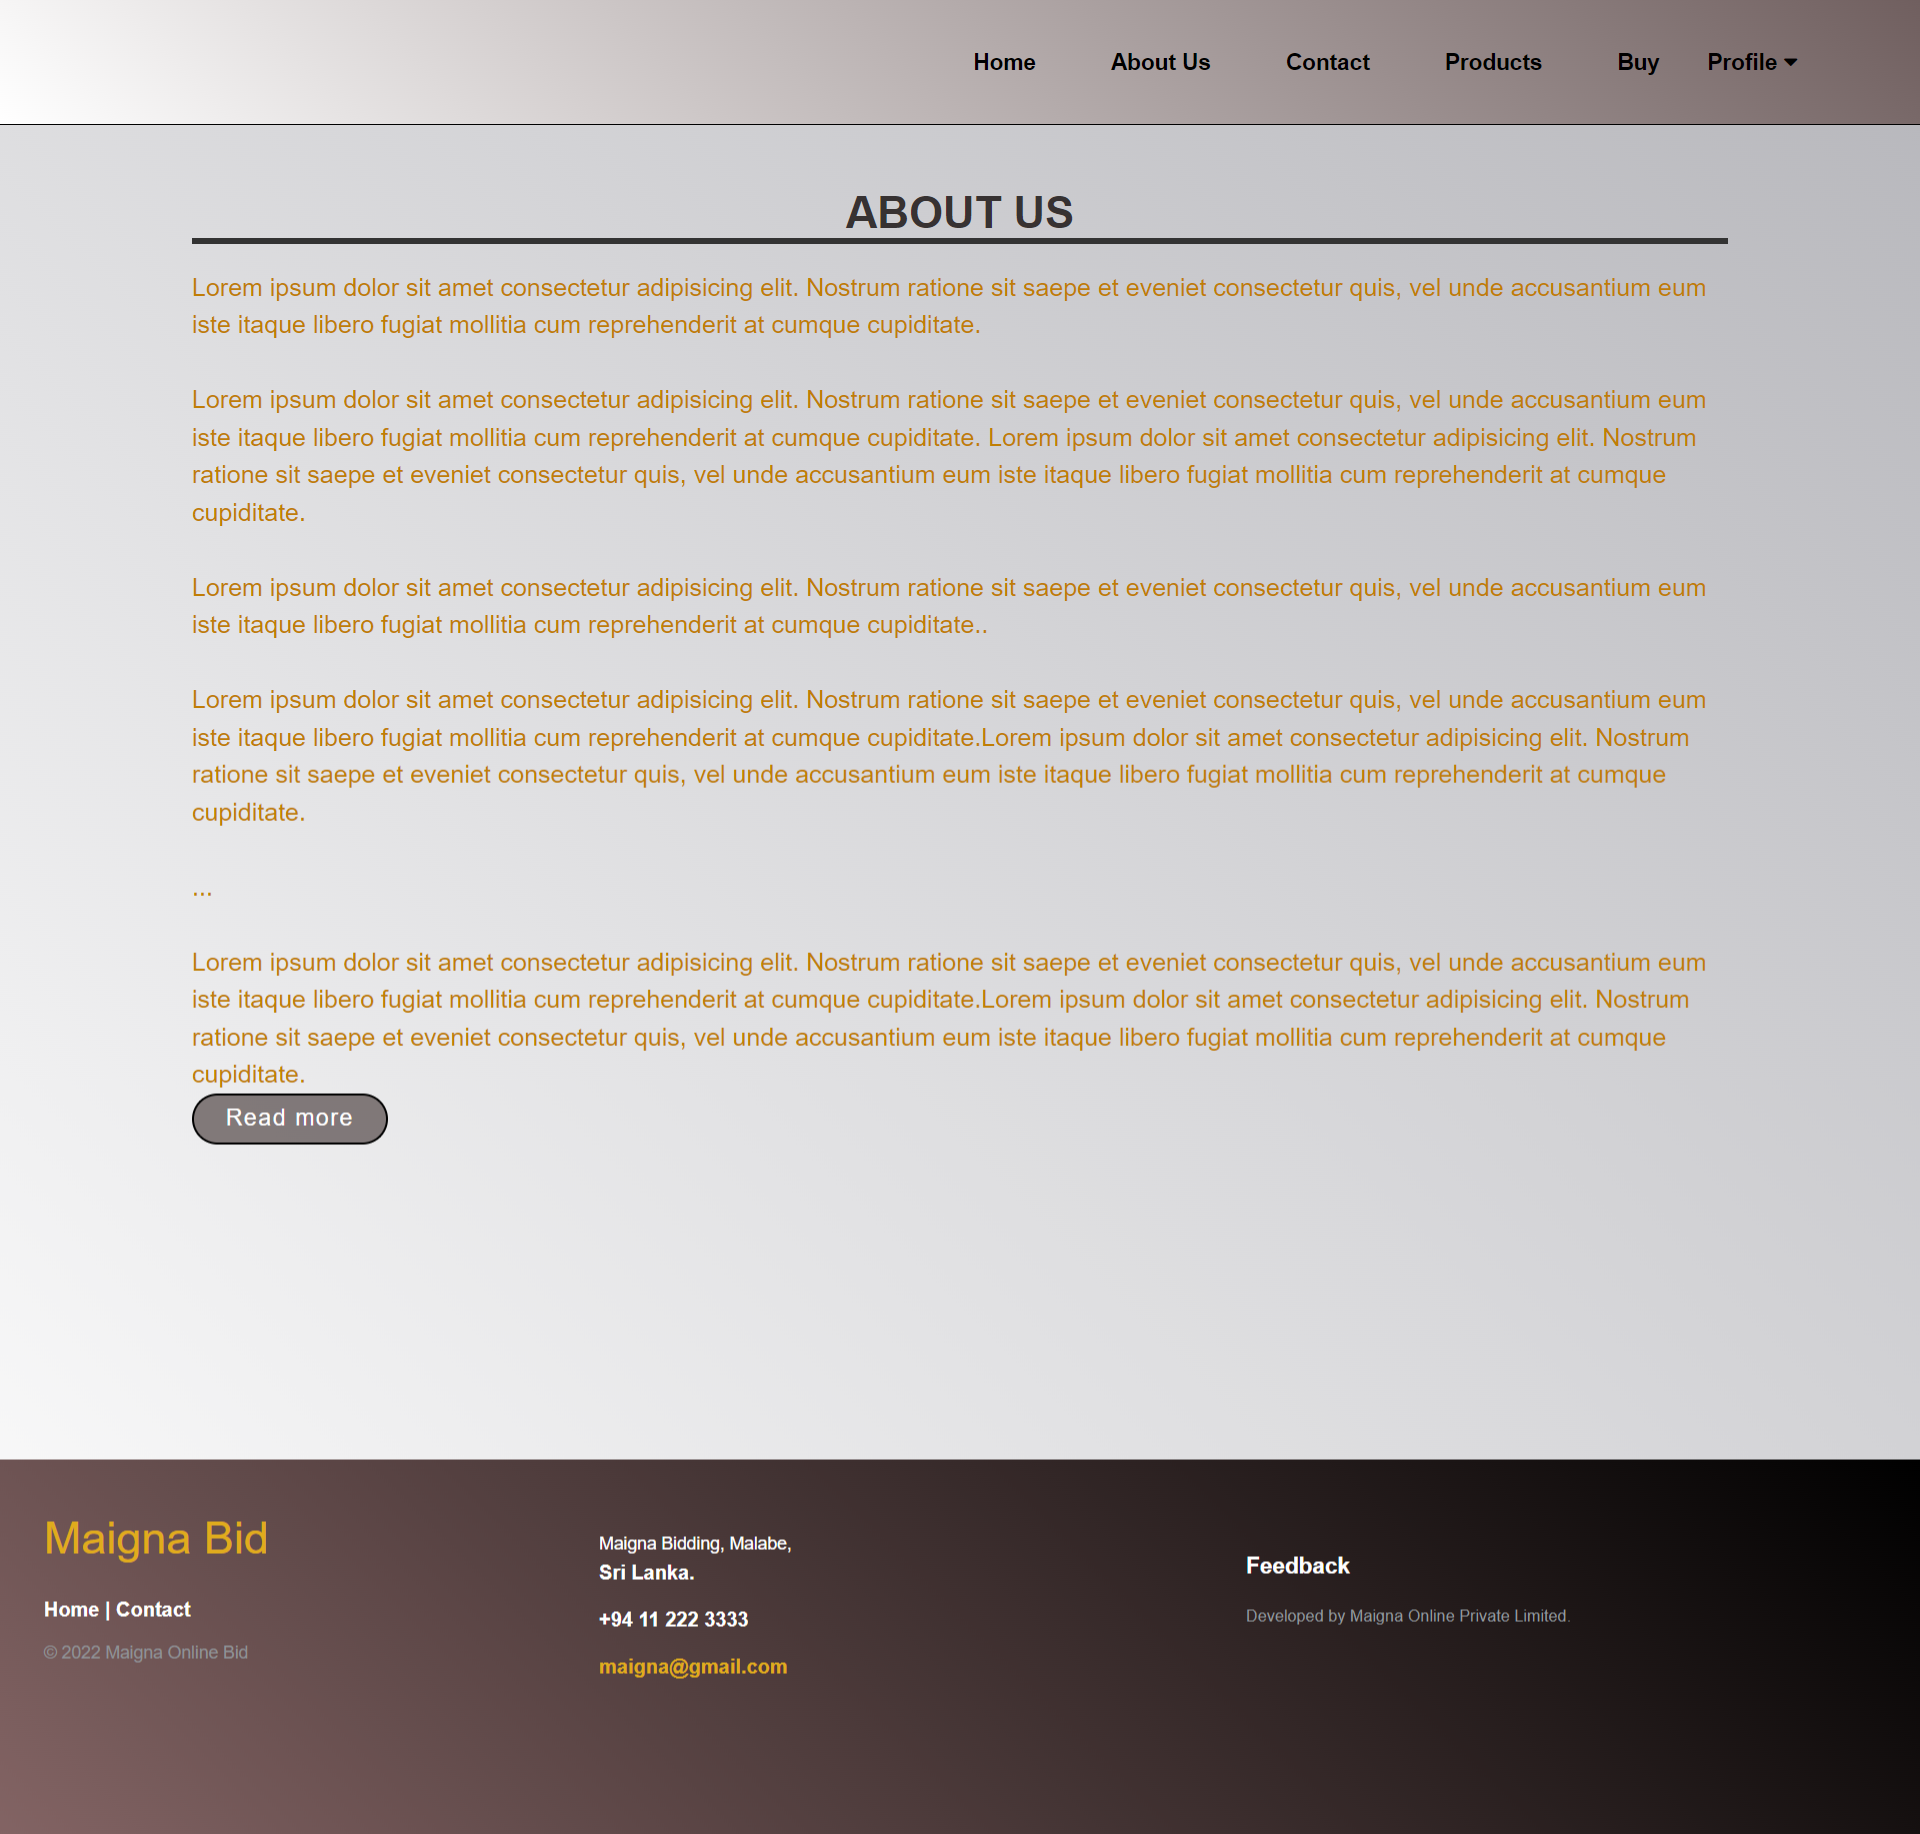 Home About Us Contact Products Buy Profile
ABOUT US
Lorem ipsum dolor sit amet consectetur adipisicing elit. Nostrum ratione sit saepe et eveniet consectetur quis, vel unde accusantium eum
iste itaque libero fugiat mollitia cum reprehenderit at cumque cupiditate.
Lorem ipsum dolor sit amet consectetur adipisicing elit. Nostrum ratione sit saepe et eveniet consectetur quis, vel unde accusantium eum
iste itaque libero fugiat mollitia cum reprehenderit at cumque cupiditate. Lorem ipsum dolor sit amet consectetur adipisicing elit. Nostrum
ratione sit saepe et eveniet consectetur quis, vel unde accusantium eum iste itaque libero fugiat mollitia cum reprehenderit at cumque
cupiditate.
Lorem ipsum dolor sit amet consectetur adipisicing elit. Nostrum ratione sit saepe et eveniet consectetur quis, vel unde accusantium eum
iste itaque libero fugiat mollitia cum reprehenderit at cumque cupiditate..
Lorem ipsum dolor sit amet consectetur adipisicing elit. Nostrum ratione sit saepe et eveniet consectetur quis, vel unde accusantium eum
iste itaque libero fugiat mollitia cum reprehenderit at cumque cupiditate.Lorem ipsum dolor sit amet consectetur adipisicing elit. Nostrum
ratione sit saepe et eveniet consectetur quis, vel unde accusantium eum iste itaque libero fugiat mollitia cum reprehenderit at cumque
cupiditate.
...
Lorem ipsum dolor sit amet consectetur adipisicing elit. Nostrum ratione sit saepe et eveniet consectetur quis, vel unde accusantium eum
iste itaque libero fugiat mollitia cum reprehenderit at cumque cupiditate.Lorem ipsum dolor sit amet consectetur adipisicing elit. Nostrum
ratione sit saepe et eveniet consectetur quis, vel unde accusantium eum iste itaque libero fugiat mollitia cum reprehenderit at cumque
cupiditate.
Read more
Maigna Bid
Home | Contact
© 2022 Maigna Online Bid
Maigna Bidding, Malabe,
Sri Lanka.
+94 11 222 3333
maigna@gmail.com
Feedback
Developed by Maigna Online Private Limited.